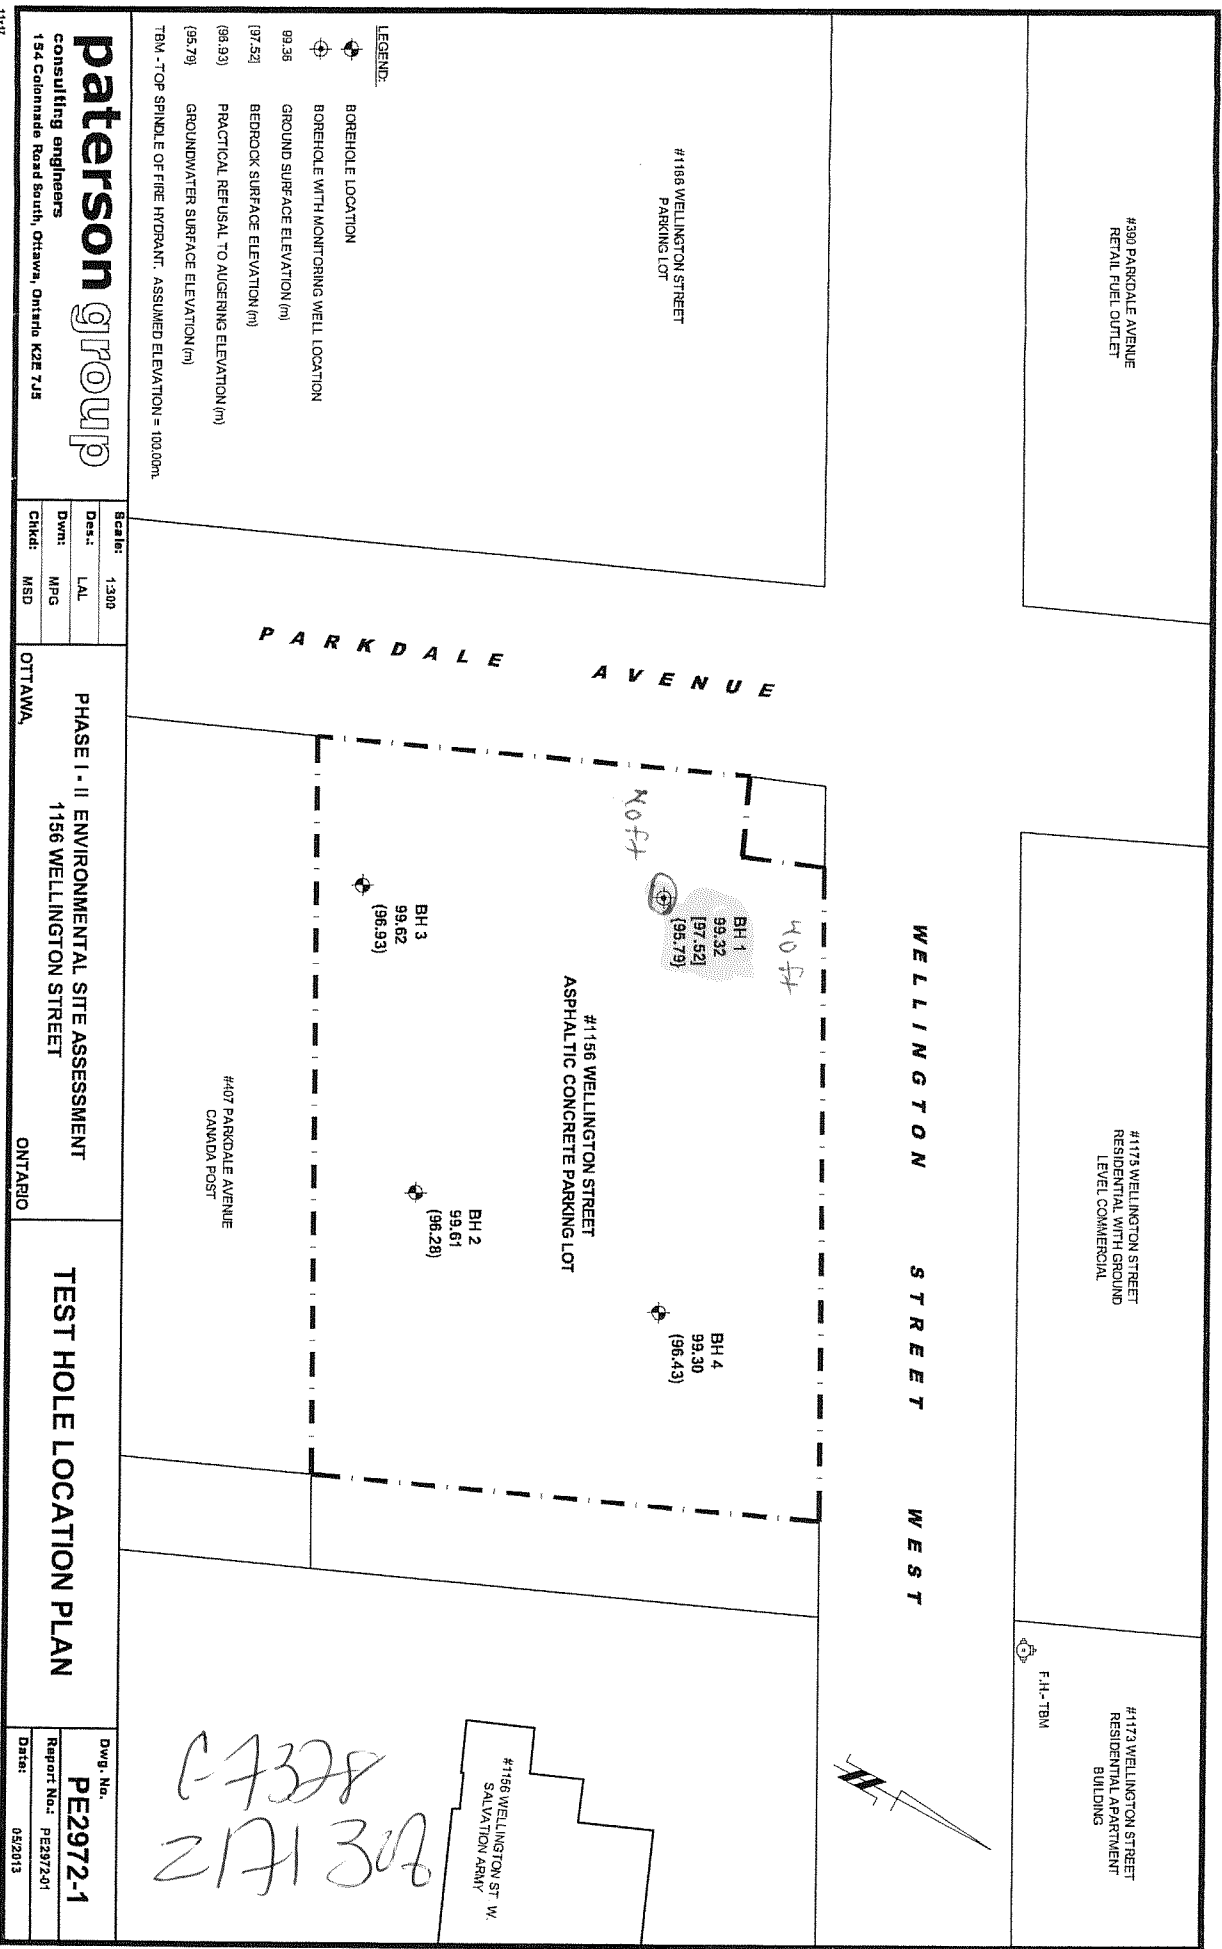 #390 PARKDALE AVENUE
RETAIL FUEL OUTLET
#1175 WELLINGTON STREET
RESIDENTIAL WITH GROUND
LEVEL COMMERCIAL
#1173 WELLINGTON STREET
RESIDENTIAL APARTMENT
BUILDING
F.H.- TBM
WELLINGTON STREET WEST
#1166 WELLINGTON STREET
PARKING LOT
PARKDALE AVENUE
40 ft
40 ft
BH 1
99.32
[97.52]
{95.79}
#1156 WELLINGTON STREET
ASPHALTIC CONCRETE PARKING LOT
BH 4
99.30
(96.43)
BH 3
99.62
(96.93)
BH 2
99.61
(96.28)
#407 PARKDALE AVENUE
CANADA POST
#1156 WELLINGTON ST. W.
SALVATION ARMY
LEGEND:
BOREHOLE LOCATION
BOREHOLE WITH MONITORING WELL LOCATION
99.36 GROUND SURFACE ELEVATION (m)
[97.52] BEDROCK SURFACE ELEVATION (m)
(96.93) PRACTICAL REFUSAL TO AUGERING ELEVATION (m)
{95.79} GROUNDWATER SURFACE ELEVATION (m)
TBM - TOP SPINDLE OF FIRE HYDRANT. ASSUMED ELEVATION = 100.00m.
patersongroup
consulting engineers
154 Colonnade Road South, Ottawa, Ontario K2E 7J5
Scale: 1:300
Des.: LAL
Dwn: MPG
Chkd: MSD
PHASE I - II ENVIRONMENTAL SITE ASSESSMENT
1156 WELLINGTON STREET
OTTAWA, ONTARIO
TEST HOLE LOCATION PLAN
Dwg. No.
PE2972-1
Report No.: PE2972-01
Date: 05/2013
11x17